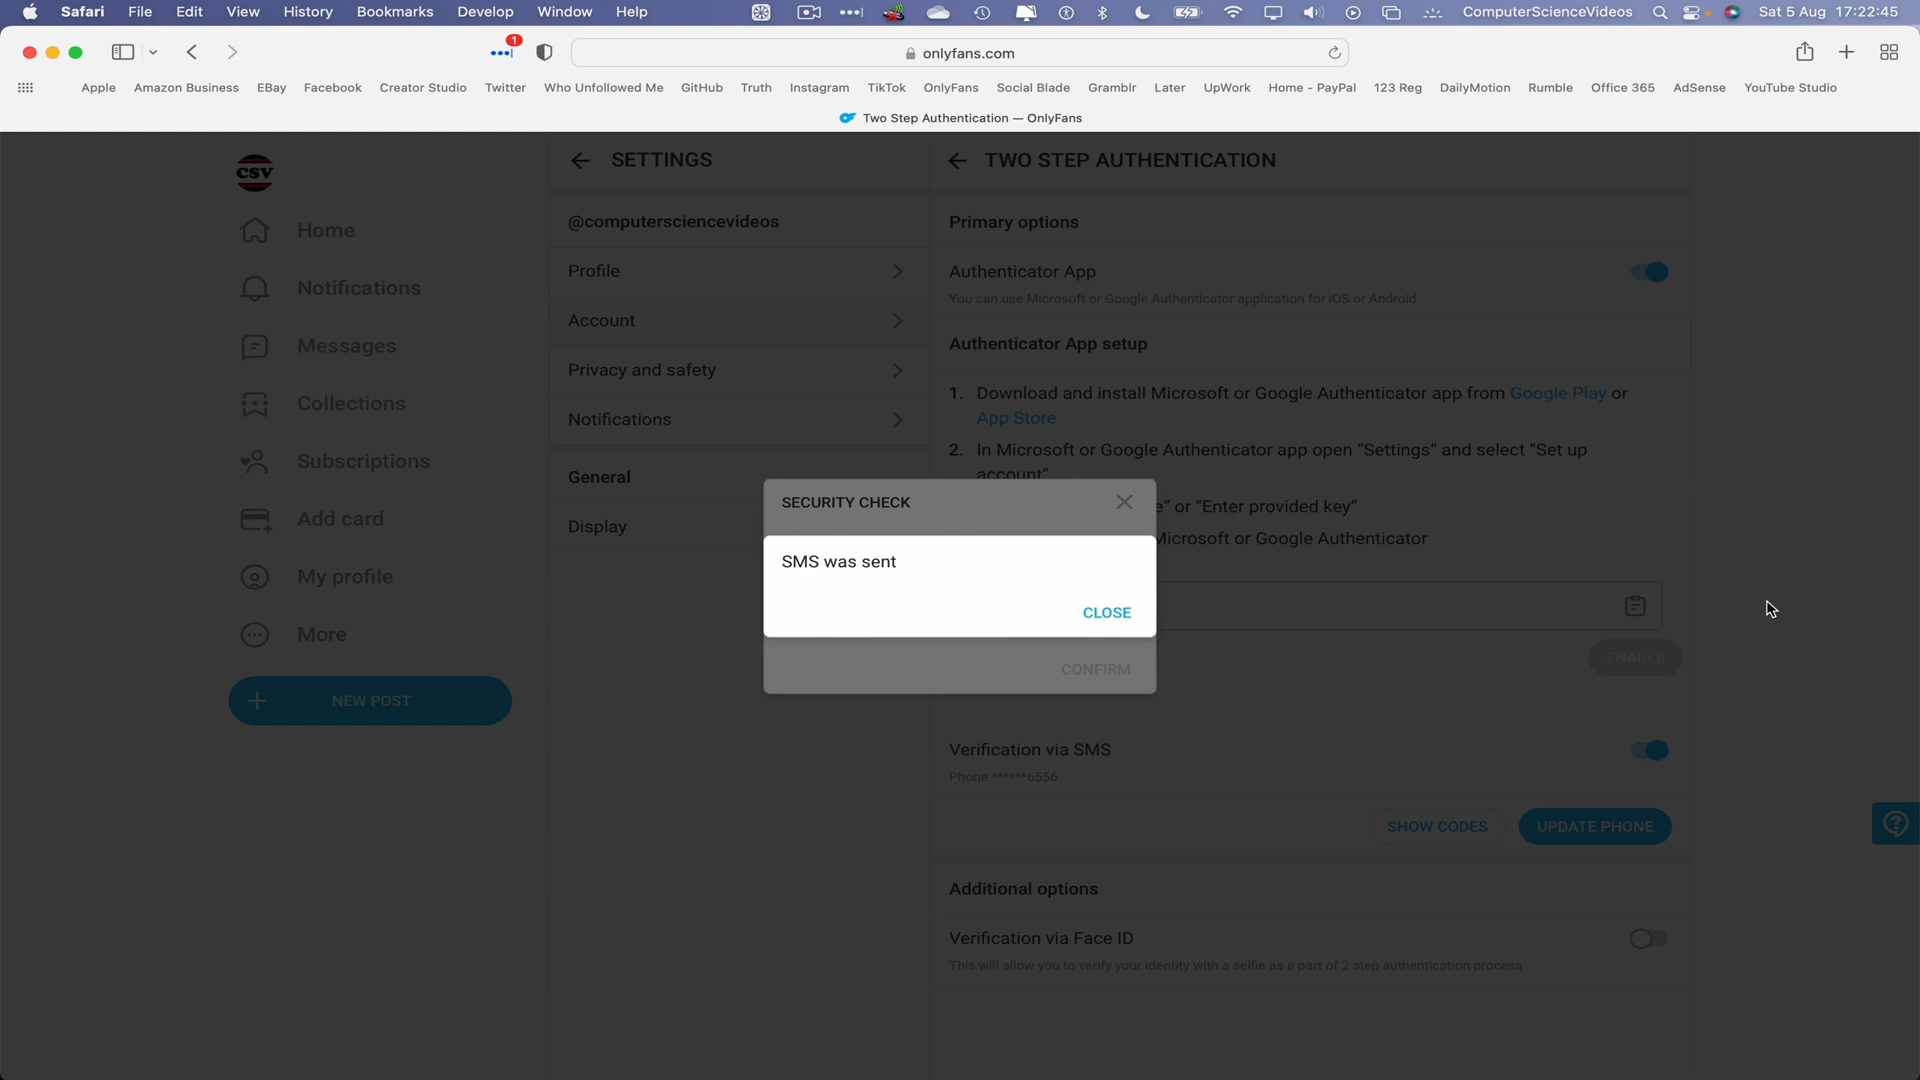 Safari File Edit View History Bookmarks Develop Window Help ComputerScienceVideos Sat 5 Aug 17:22:45
1
onlyfans.com
Apple Amazon Business EBay Facebook Creator Studio Twitter Who Unfollowed Me GitHub Truth Instagram TikTok OnlyFans Social Blade Gramblr Later UpWork Home - PayPal 123 Reg DailyMotion Rumble Office 365 AdSense YouTube Studio
Two Step Authentication — OnlyFans
CSV
Home
Notifications
Messages
Collections
Subscriptions
Add card
My profile
More
NEW POST
SETTINGS
@computersciencevideos
Profile
Account
Privacy and safety
Notifications
General
Display
TWO STEP AUTHENTICATION
Primary options
Authenticator App
You can use Microsoft or Google Authenticator application for iOS or Android
Authenticator App setup
1. Download and install Microsoft or Google Authenticator app from Google Play or
App Store
2. In Microsoft or Google Authenticator app open "Settings" and select "Set up
account"
e" or "Enter provided key"
Microsoft or Google Authenticator
ENABLE
SECURITY CHECK
SMS was sent
CLOSE
CONFIRM
Verification via SMS
Phone ******6556
SHOW CODES UPDATE PHONE
Additional options
Verification via Face ID
This will allow you to verify your identity with a selfie as a part of 2 step authentication process